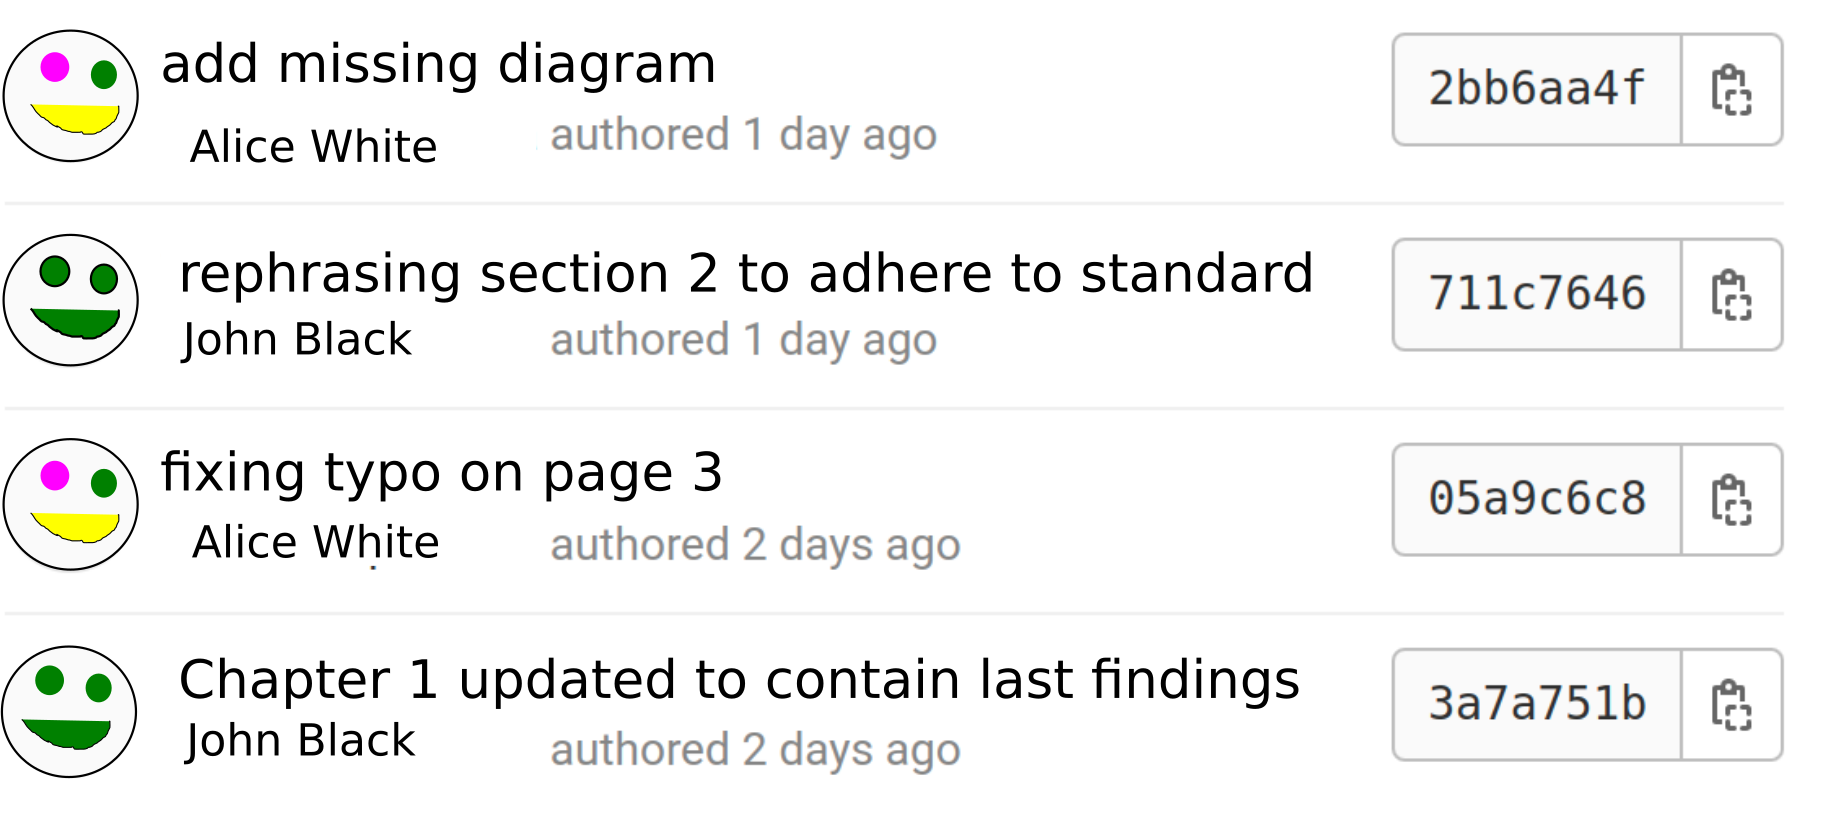 add missing diagram
2bb6aa4f
Alice White authored 1 day ago
rephrasing section 2 to adhere to standard
711c7646
John Black authored 1 day ago
fixing typo on page 3
05a9c6c8
Alice White authored 2 days ago
Chapter 1 updated to contain last findings
3a7a751b
John Black authored 2 days ago